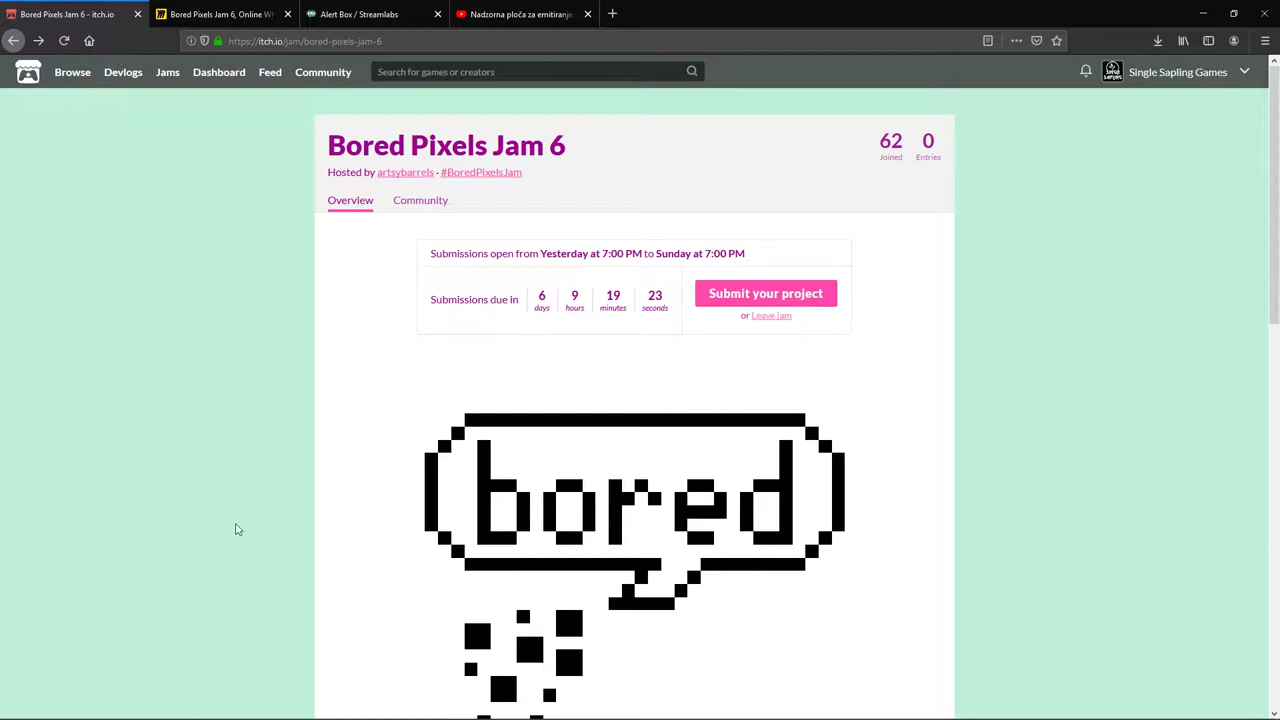 Bored Pixels Jam 6 - itch.io
Bored Pixels Jam 6, Online Wh
Alert Box / Streamlabs
Nadzorna ploča za emitiranje
https://itch.io/jam/bored-pixels-jam-6
Browse Devlogs Jams Dashboard Feed Community
Search for games or creators
Single Sapling Games
Bored Pixels Jam 6
62 0
Joined Entries
Hosted by artsybarrels · #BoredPixelsJam
Overview Community
Submissions open from Yesterday at 7:00 PM to Sunday at 7:00 PM
Submissions due in
6 9 19 23
days hours minutes seconds
Submit your project
or Leave jam
bored